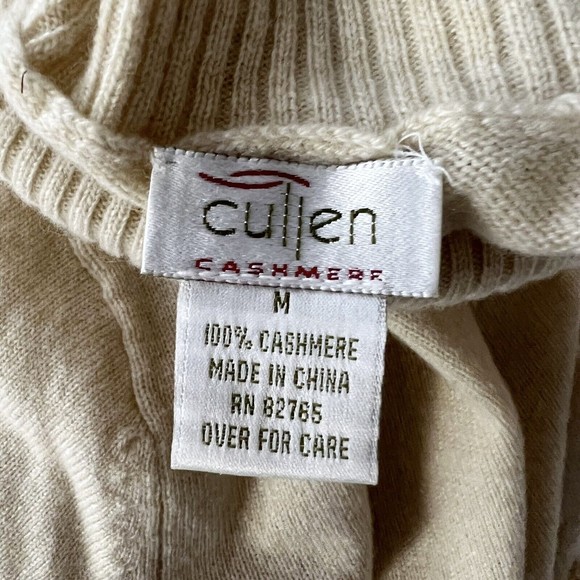 cullen
CASHMERE
M
100% CASHMERE
MADE IN CHINA
RN 82765
OVER FOR CARE